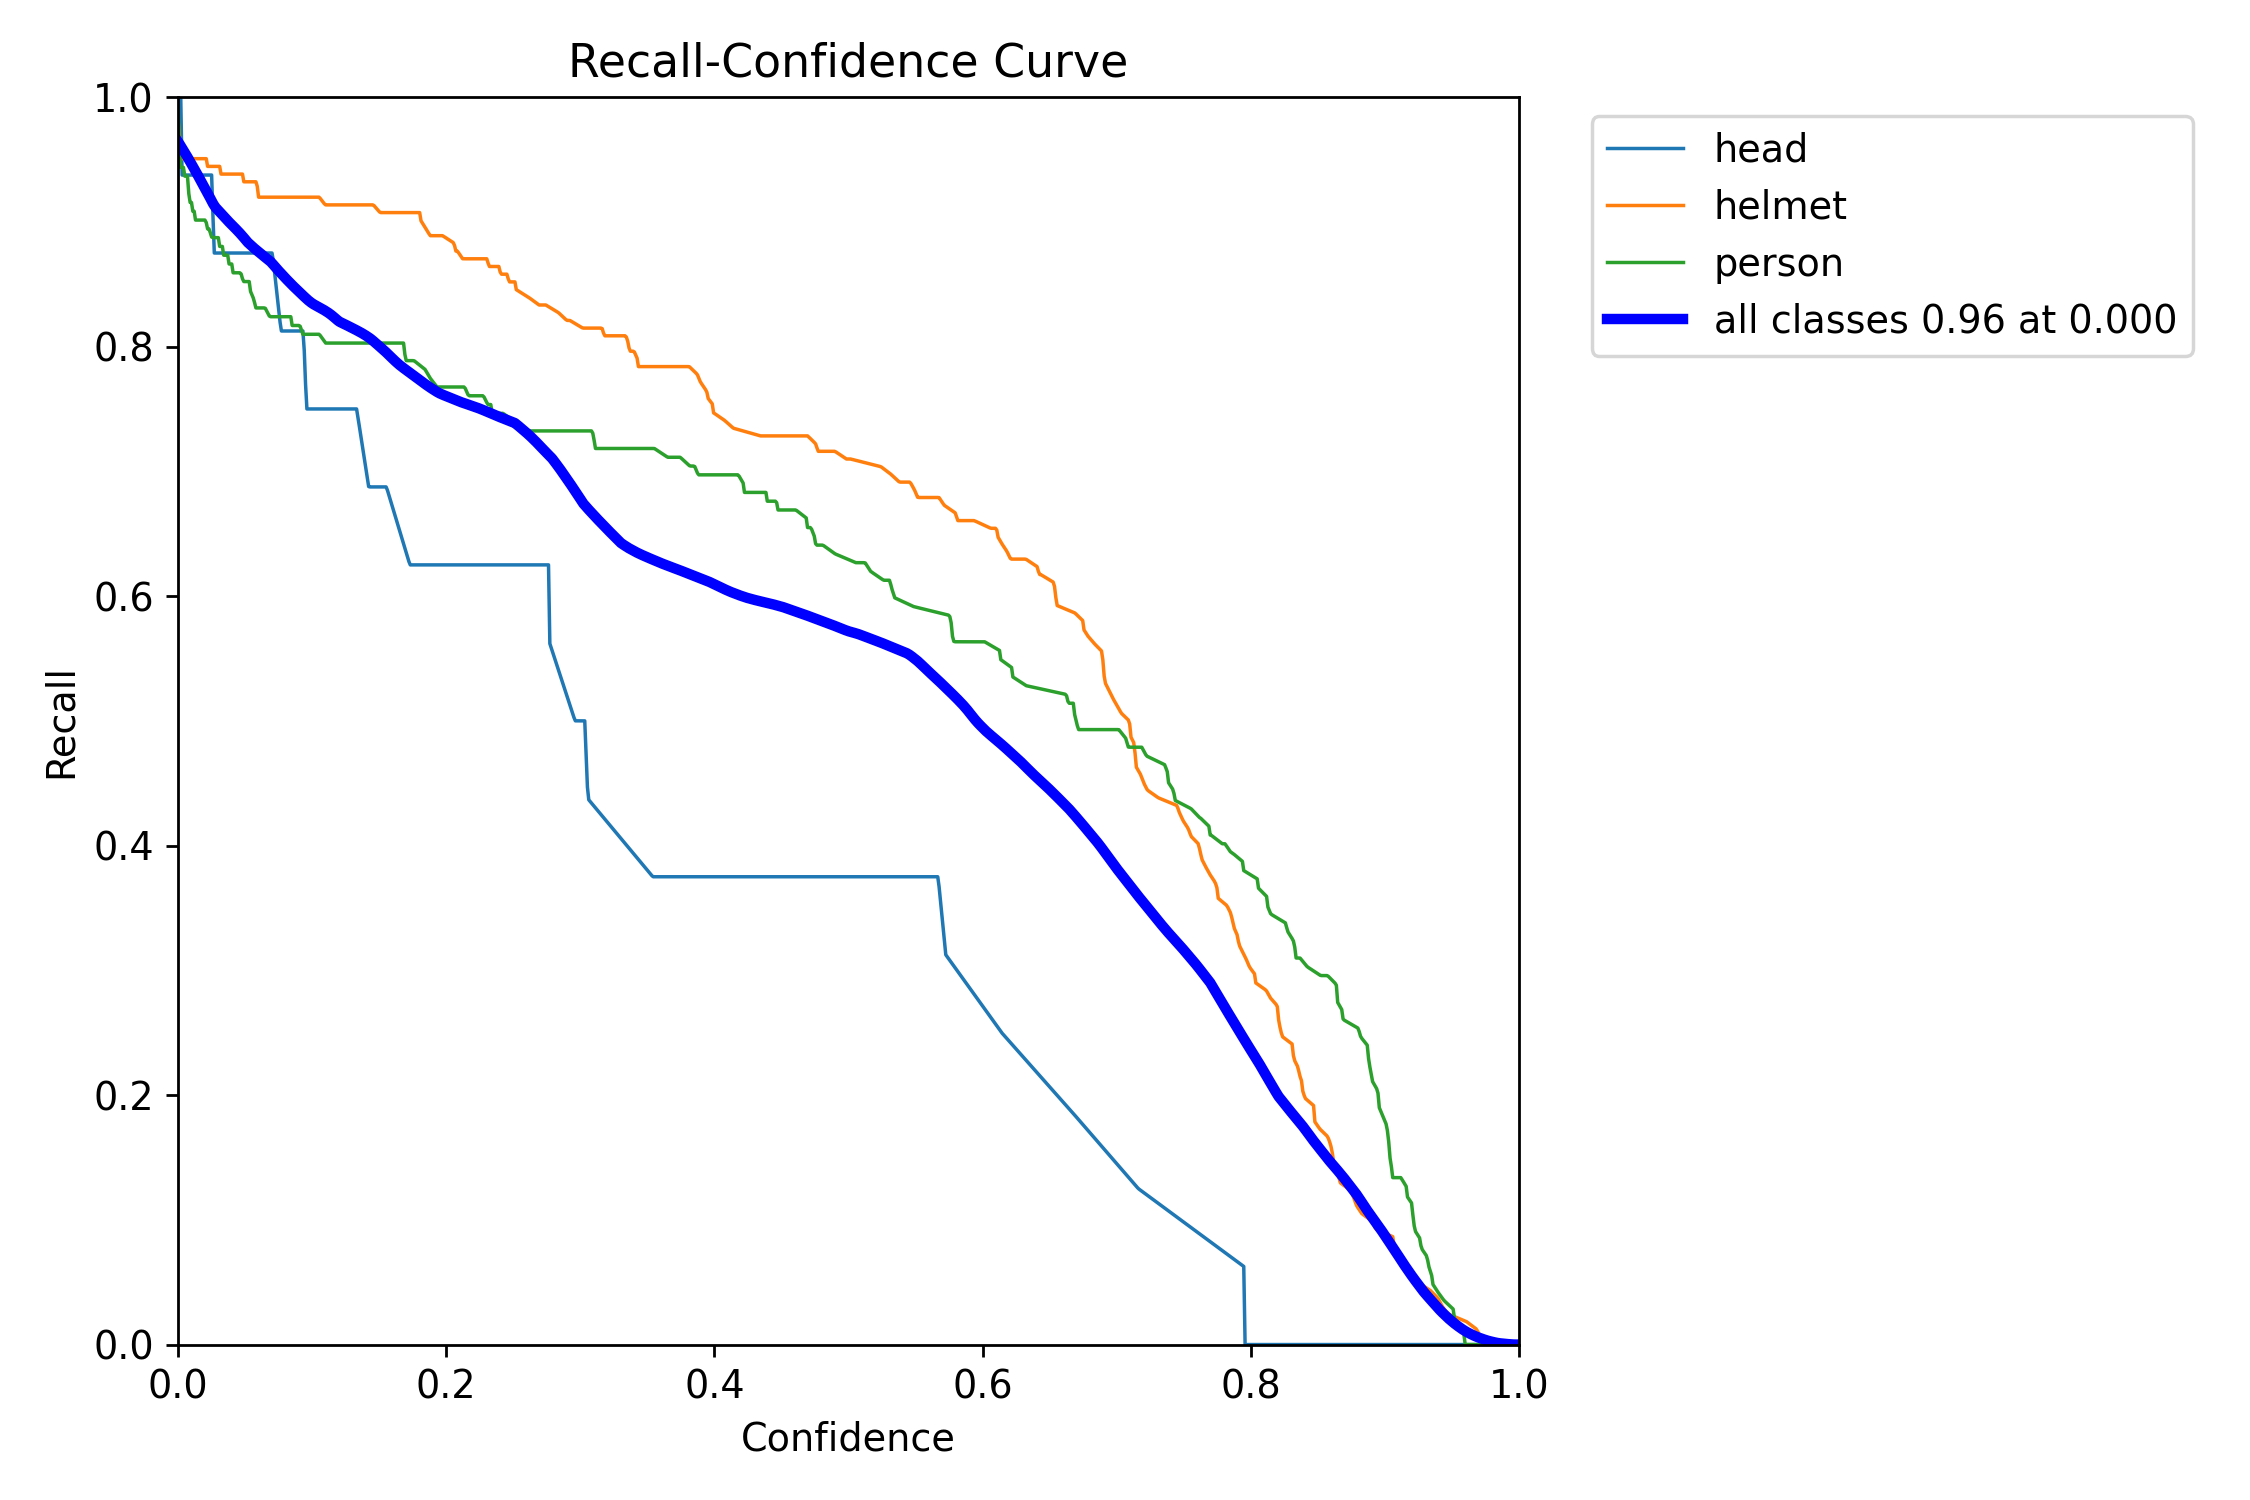 Recall-Confidence Curve
1.0
0.8
0.6
0.4
0.2
0.0
Recall
0.0 0.2 0.4 0.6 0.8 1.0
Confidence
head
helmet
person
all classes 0.96 at 0.000